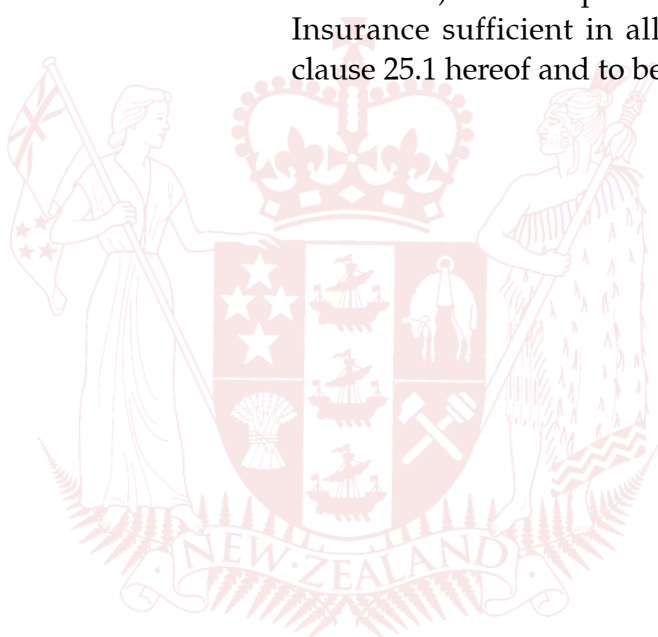 Insurance sufficient in all
clause 25.1 hereof and to be
NEW·ZEALAND